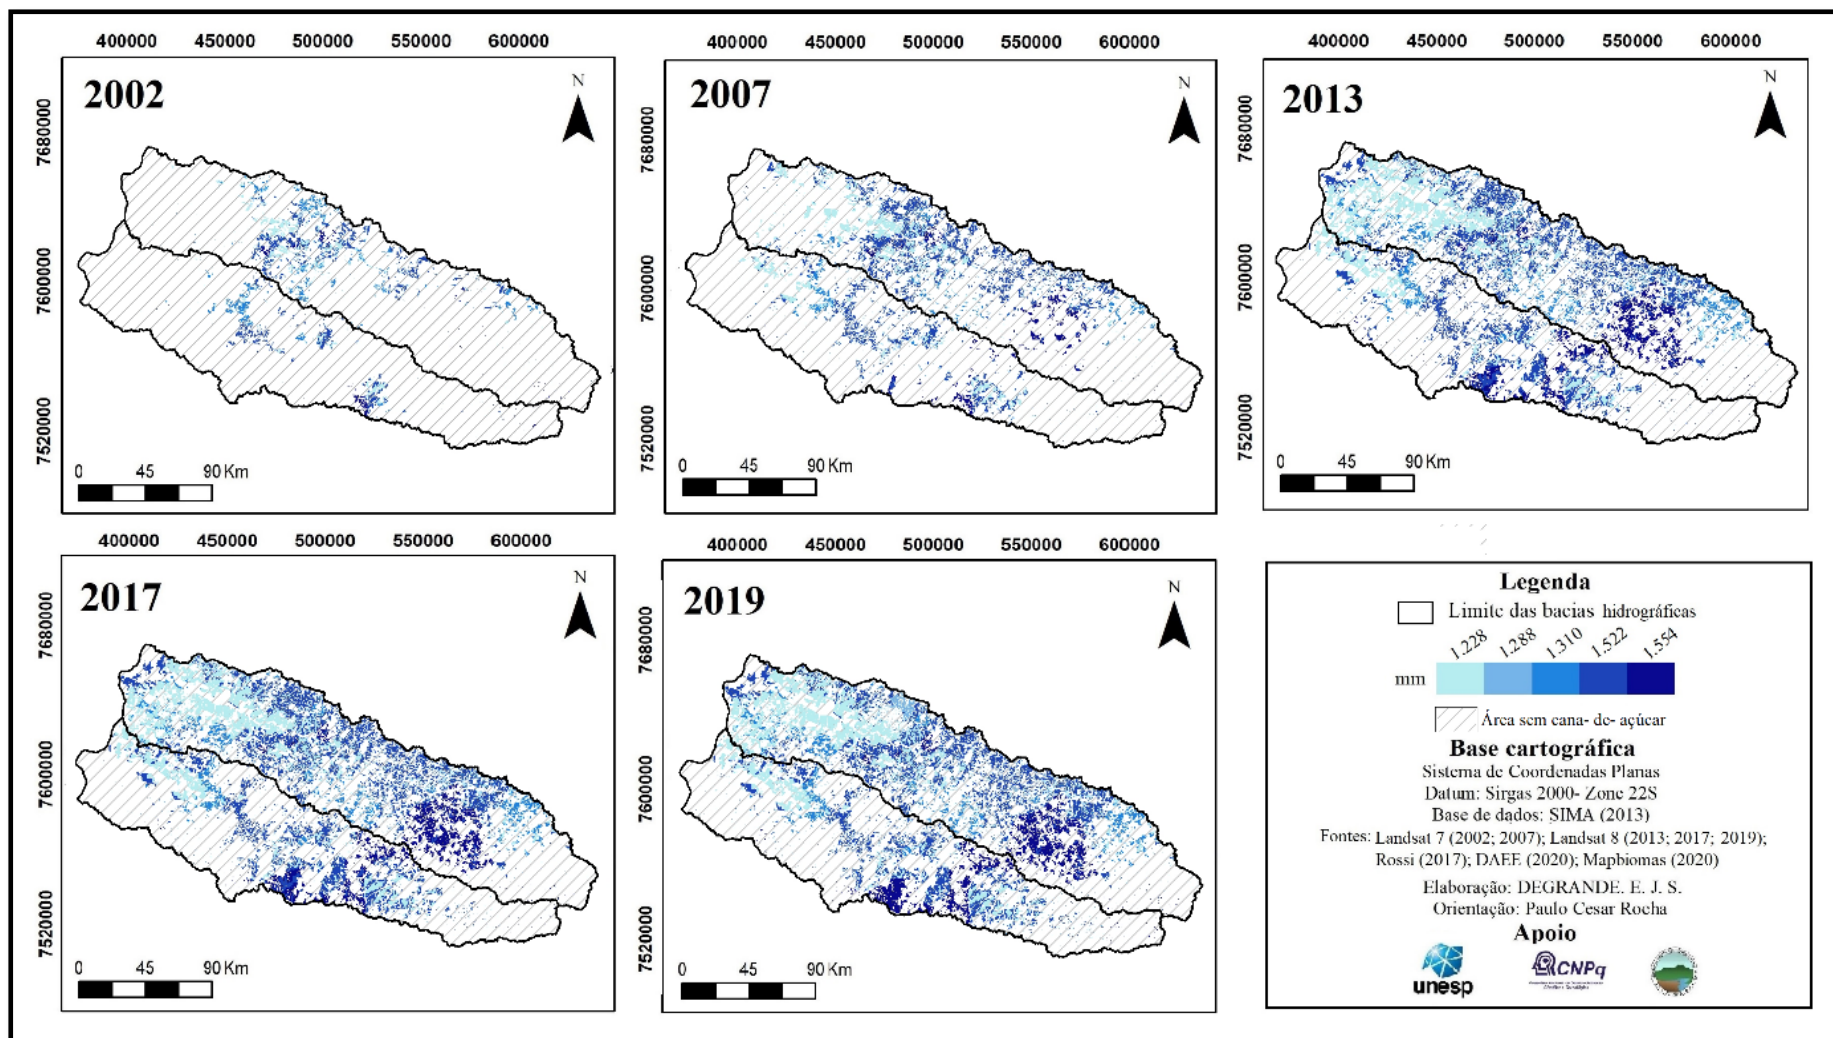 400000 450000 500000 550000 600000
2002
N
7680000
7600000
7520000
0 45 90 Km
400000 450000 500000 550000 600000
2007
N
7680000
7600000
7520000
0 45 90 Km
400000 450000 500000 550000 600000
2013
N
7680000
7600000
7520000
0 45 90 Km
400000 450000 500000 550000 600000
2017
N
7680000
7600000
7520000
0 45 90 Km
400000 450000 500000 550000 600000
2019
N
7680000
7600000
7520000
0 45 90 Km
Legenda
Limite das bacias hidrográficas
1.228 1.288 1.310 1.522 1.554
mm
Área sem cana- de- açúcar
Base cartográfica
Sistema de Coordenadas Planas
Datum: Sirgas 2000- Zone 22S
Base de dados: SIMA (2013)
Fontes: Landsat 7 (2002; 2007); Landsat 8 (2013; 2017; 2019);
Rossi (2017); DAEE (2020); Mapbiomas (2020)
Elaboração: DEGRANDE. E. J. S.
Orientação: Paulo Cesar Rocha
Apoio
unesp
CNPq